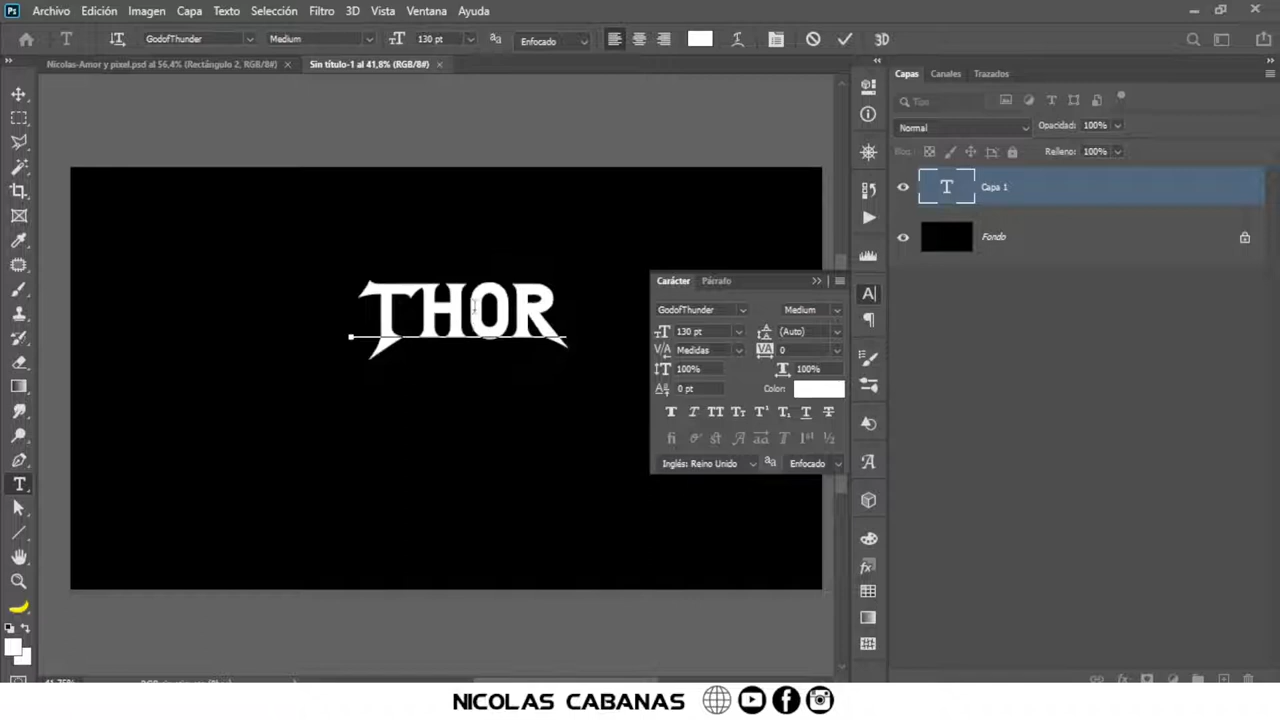 Ps Archivo Edición Imagen Capa Texto Selección Filtro 3D Vista Ventana Ayuda
T GodofThunder Medium 130 pt Enfocado 3D
Nicolas-Amor y pixel.psd al 56,4% (Rectángulo 2, RGB/8#) × Sin título-1 al 41,8% (RGB/8#) ×
Capas Canales Trazados
Tipo
Normal Opacidad: 100%
Bloq.: Relleno: 100%
T Capa 1
Fondo
THOR
Carácter Párrafo
GodofThunder Medium
130 pt (Auto)
Medidas 0
100% 100%
0 pt Color:
Inglés: Reino Unido aa Enfocado
NICOLAS CABANAS